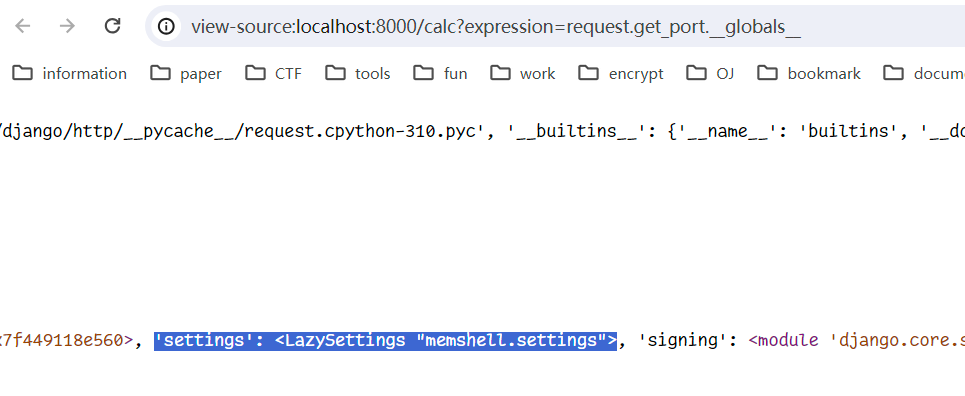 view-source:localhost:8000/calc?expression=request.get_port.__globals__
information paper CTF tools fun work encrypt OJ bookmark docum
/django/http/__pycache__/request.cpython-310.pyc', '__builtins__': {'__name__': 'builtins', '__do
x7f449118e560>, 'settings': <LazySettings "memshell.settings">, 'signing': <module 'django.core.s